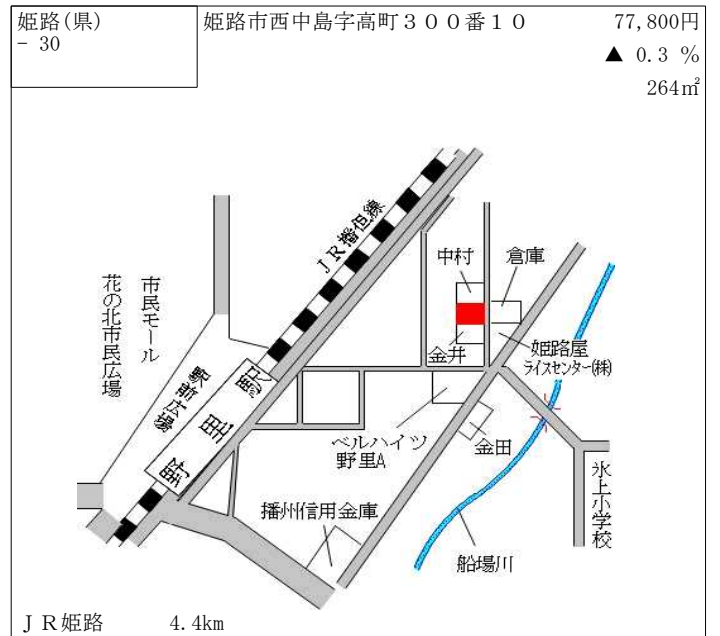 姫路(県)
- 30
姫路市西中島字高町３００番１０
77,800円
▲ 0.3 %
264㎡
ＪＲ播但線
中村
倉庫
市民モール
花の北市民広場
駅前広場
野里駅
金井
姫路屋
ライスセンター㈱
ベルハイツ
野里A
金田
播州信用金庫
氷上小学校
船場川
ＪＲ姫路 4.4km